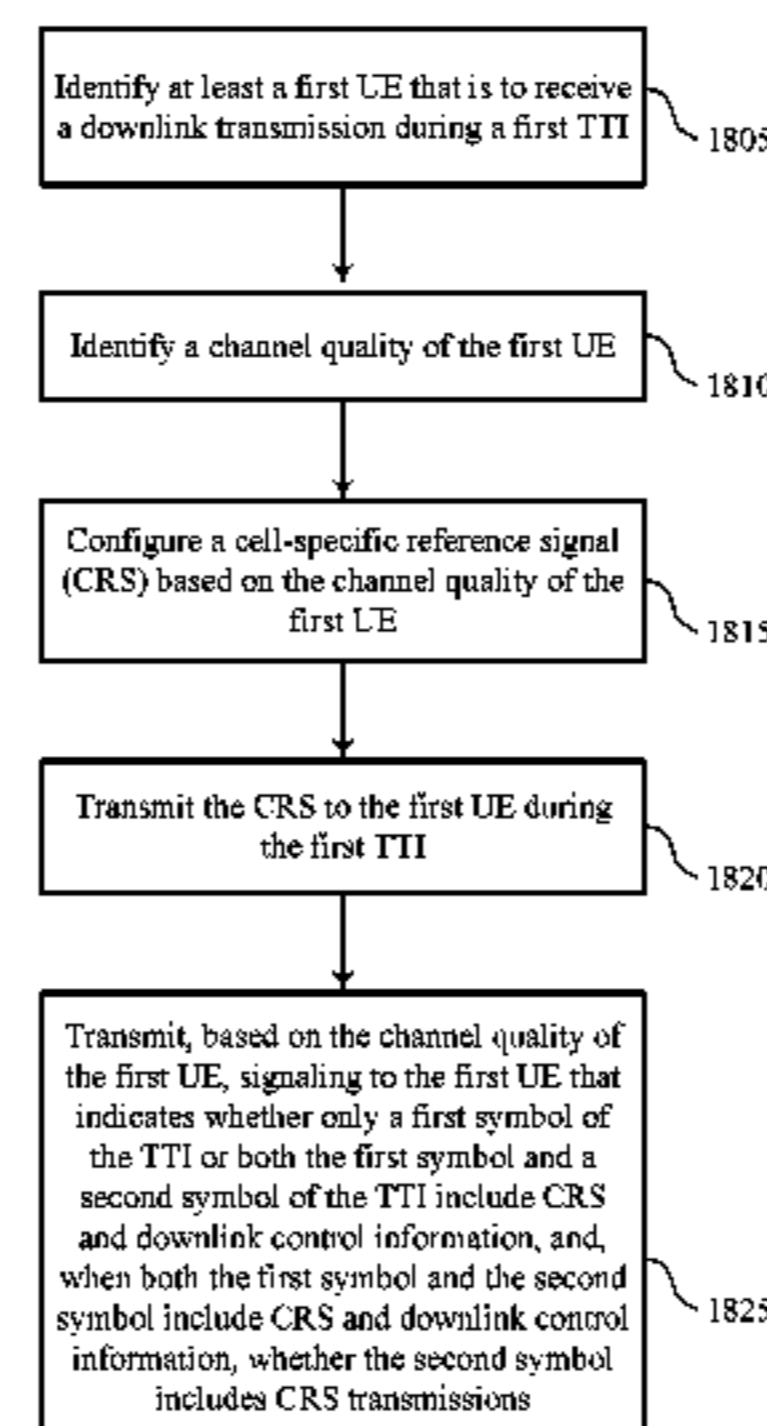 Identify at least a first UE that is to receive
a downlink transmission during a first TTI
1805
Identify a channel quality of the first UE
1810
Configure a cell-specific reference signal
(CRS) based on the channel quality of the
first UE
1815
Transmit the CRS to the first UE during
the first TTI
1820
Transmit, based on the channel quality of
the first UE, signaling to the first UE that
indicates whether only a first symbol of
the TTI or both the first symbol and a
second symbol of the TTI include CRS
and downlink control information, and,
when both the first symbol and the second
symbol include CRS and downlink control
information, whether the second symbol
includes CRS transmissions
1825